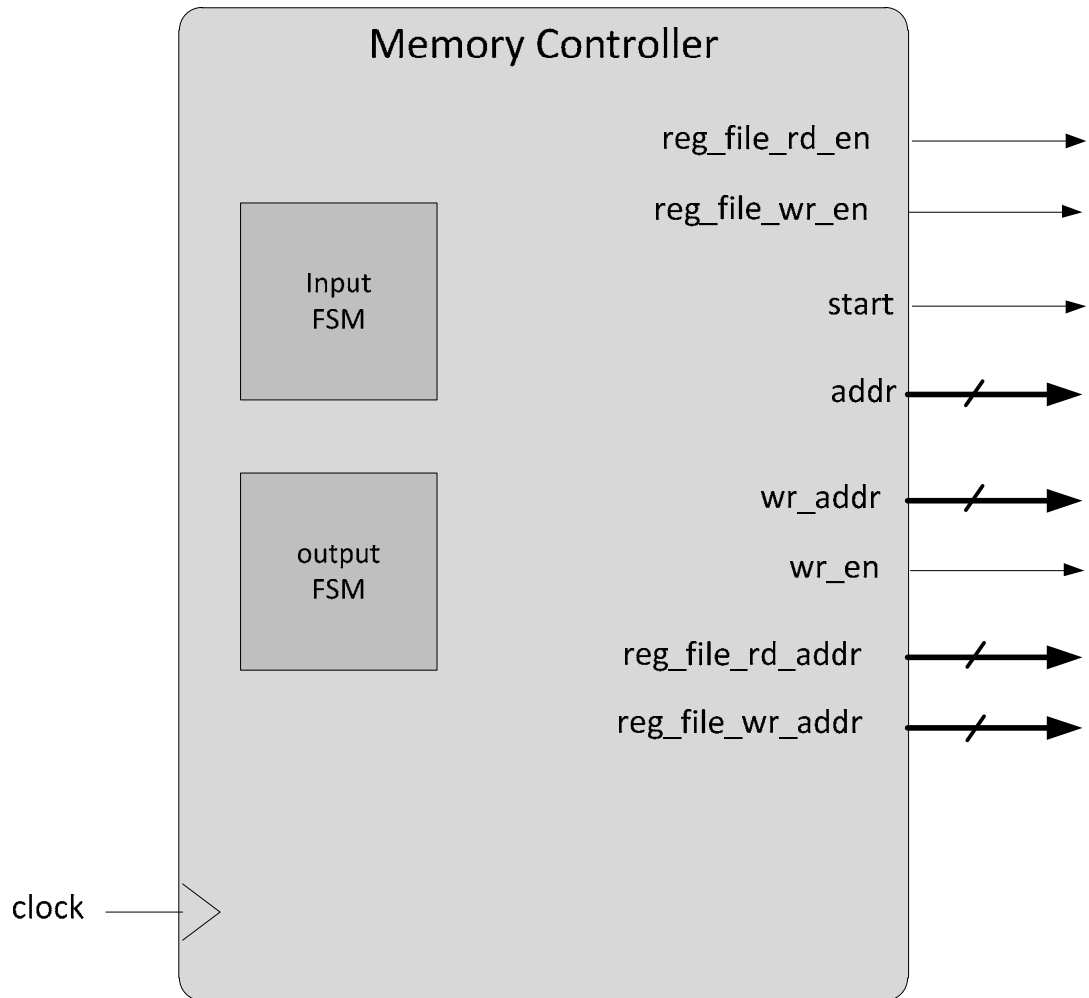 Memory Controller
reg_file_rd_en
reg_file_wr_en
Input
FSM
start
addr
wr_addr
output
FSM
wr_en
reg_file_rd_addr
reg_file_wr_addr
clock